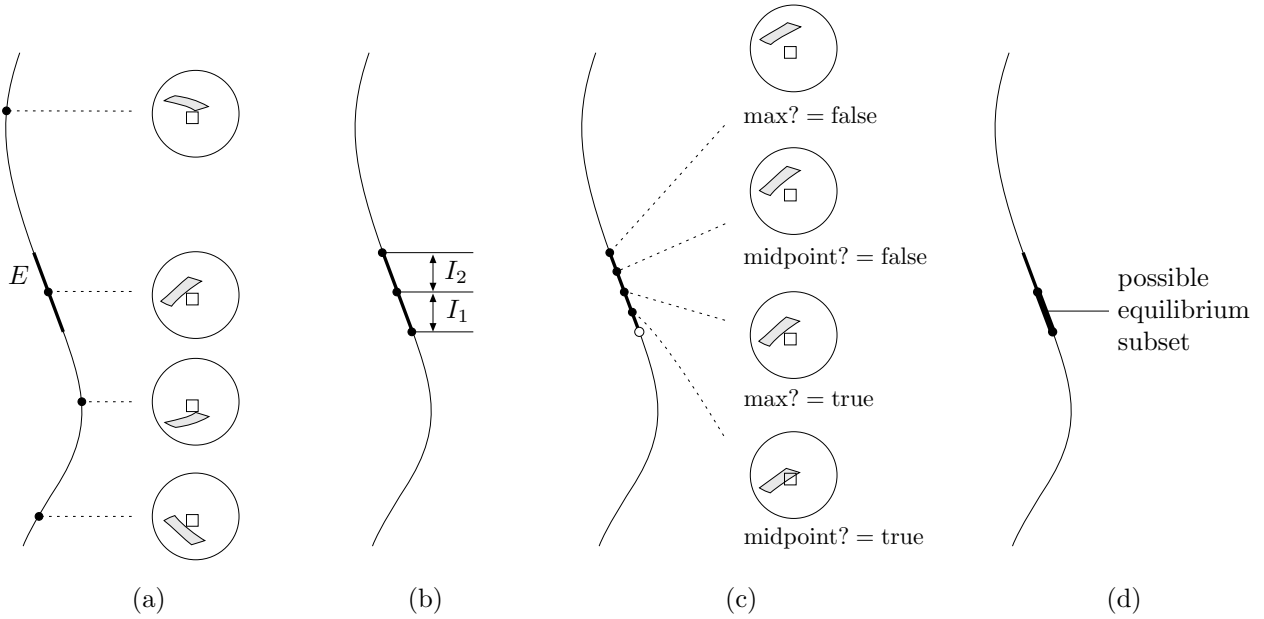 E
I₂
I₁
max? = false
midpoint? = false
max? = true
midpoint? = true
possible
equilibrium
subset
(a)
(b)
(c)
(d)